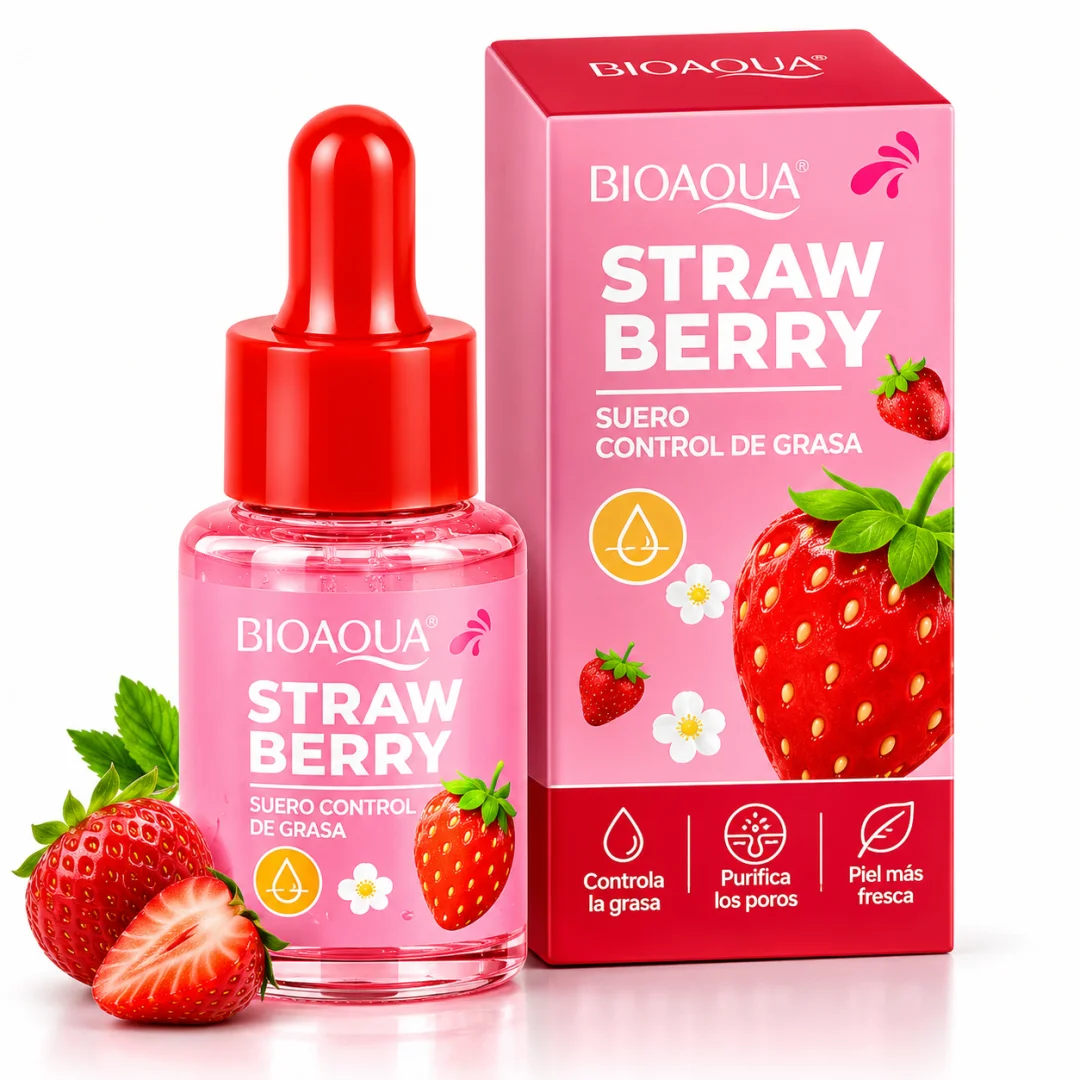 BIOAQUA®
BIOAQUA®
STRAW
BERRY
SUERO
CONTROL DE GRASA
Controla
la grasa
Purifica
los poros
Piel más
fresca
BIOAQUA®
STRAW
BERRY
SUERO CONTROL
DE GRASA